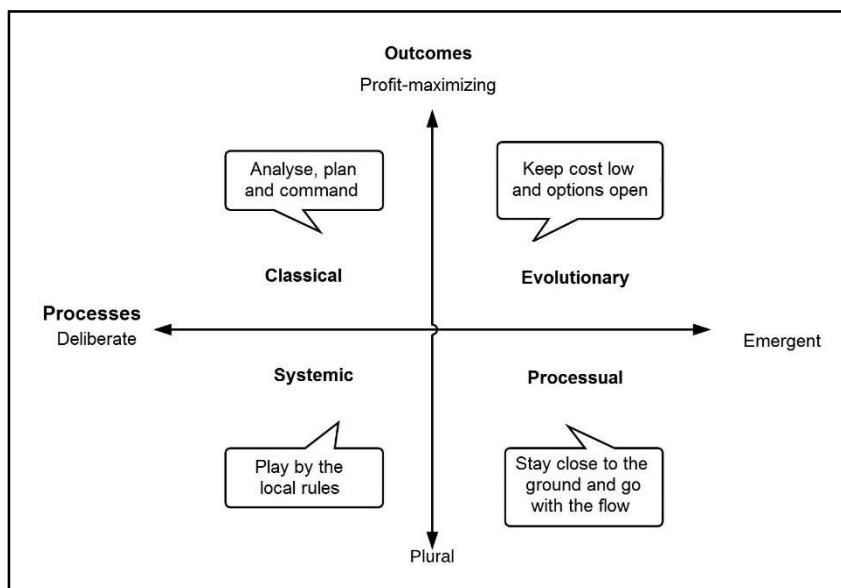 Outcomes
Profit-maximizing
Analyse, plan
and command
Keep cost low
and options open
Classical
Evolutionary
Processes
Deliberate
Emergent
Systemic
Processual
Play by the
local rules
Stay close to the
ground and go
with the flow
Plural